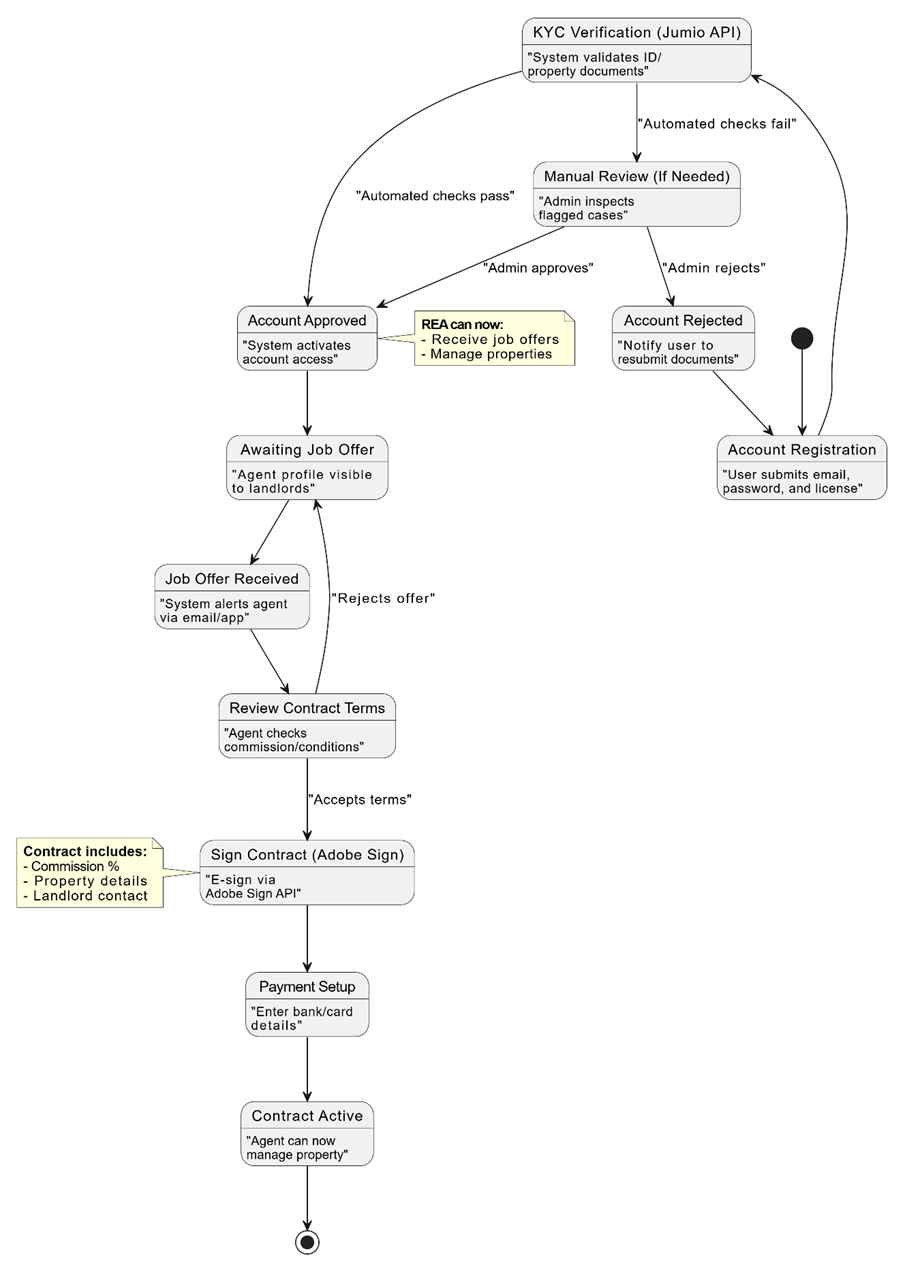 KYC Verification (Jumio API)
"System validates ID/
property documents"
"Automated checks fail"
Manual Review (If Needed)
"Admin inspects
flagged cases"
"Automated checks pass"
"Admin approves"
"Admin rejects"
Account Approved
"System activates
account access"
REA can now:
- Receive job offers
- Manage properties
Account Rejected
"Notify user to
resubmit documents"
Account Registration
"User submits email,
password, and license"
Awaiting Job Offer
"Agent profile visible
to landlords"
Job Offer Received
"System alerts agent
via email/app"
"Rejects offer"
Review Contract Terms
"Agent checks
commission/conditions"
"Accepts terms"
Contract includes:
- Commission %
- Property details
- Landlord contact
Sign Contract (Adobe Sign)
"E-sign via
Adobe Sign API"
Payment Setup
"Enter bank/card
details"
Contract Active
"Agent can now
manage property"